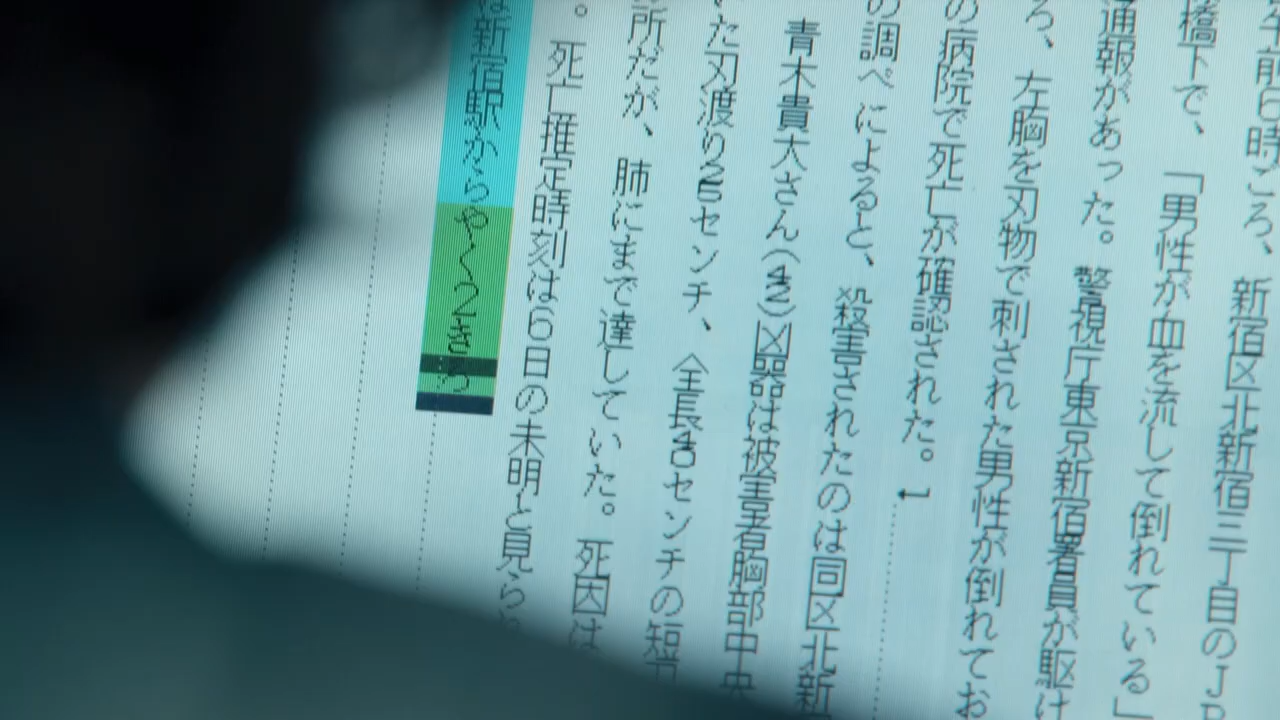 午前6時ころ、新宿区北新宿三丁目のJR
橋下で、「男性が血を流して倒れている」
通報があった。警視庁東京新宿署員が駆け
ろ、左胸を刃物で刺された男性が倒れてお
の病院で死亡が確認された。
の調べによると、殺害されたのは同区北新
青木貴大さん(42)凶器は被害者胸部中央
いた刃渡り25センチ、〈全長40センチの短刀
所だが、肺にまで達していた。死因は
。死亡推定時刻は6日の未明と見ら
は新宿駅からやく2きろ